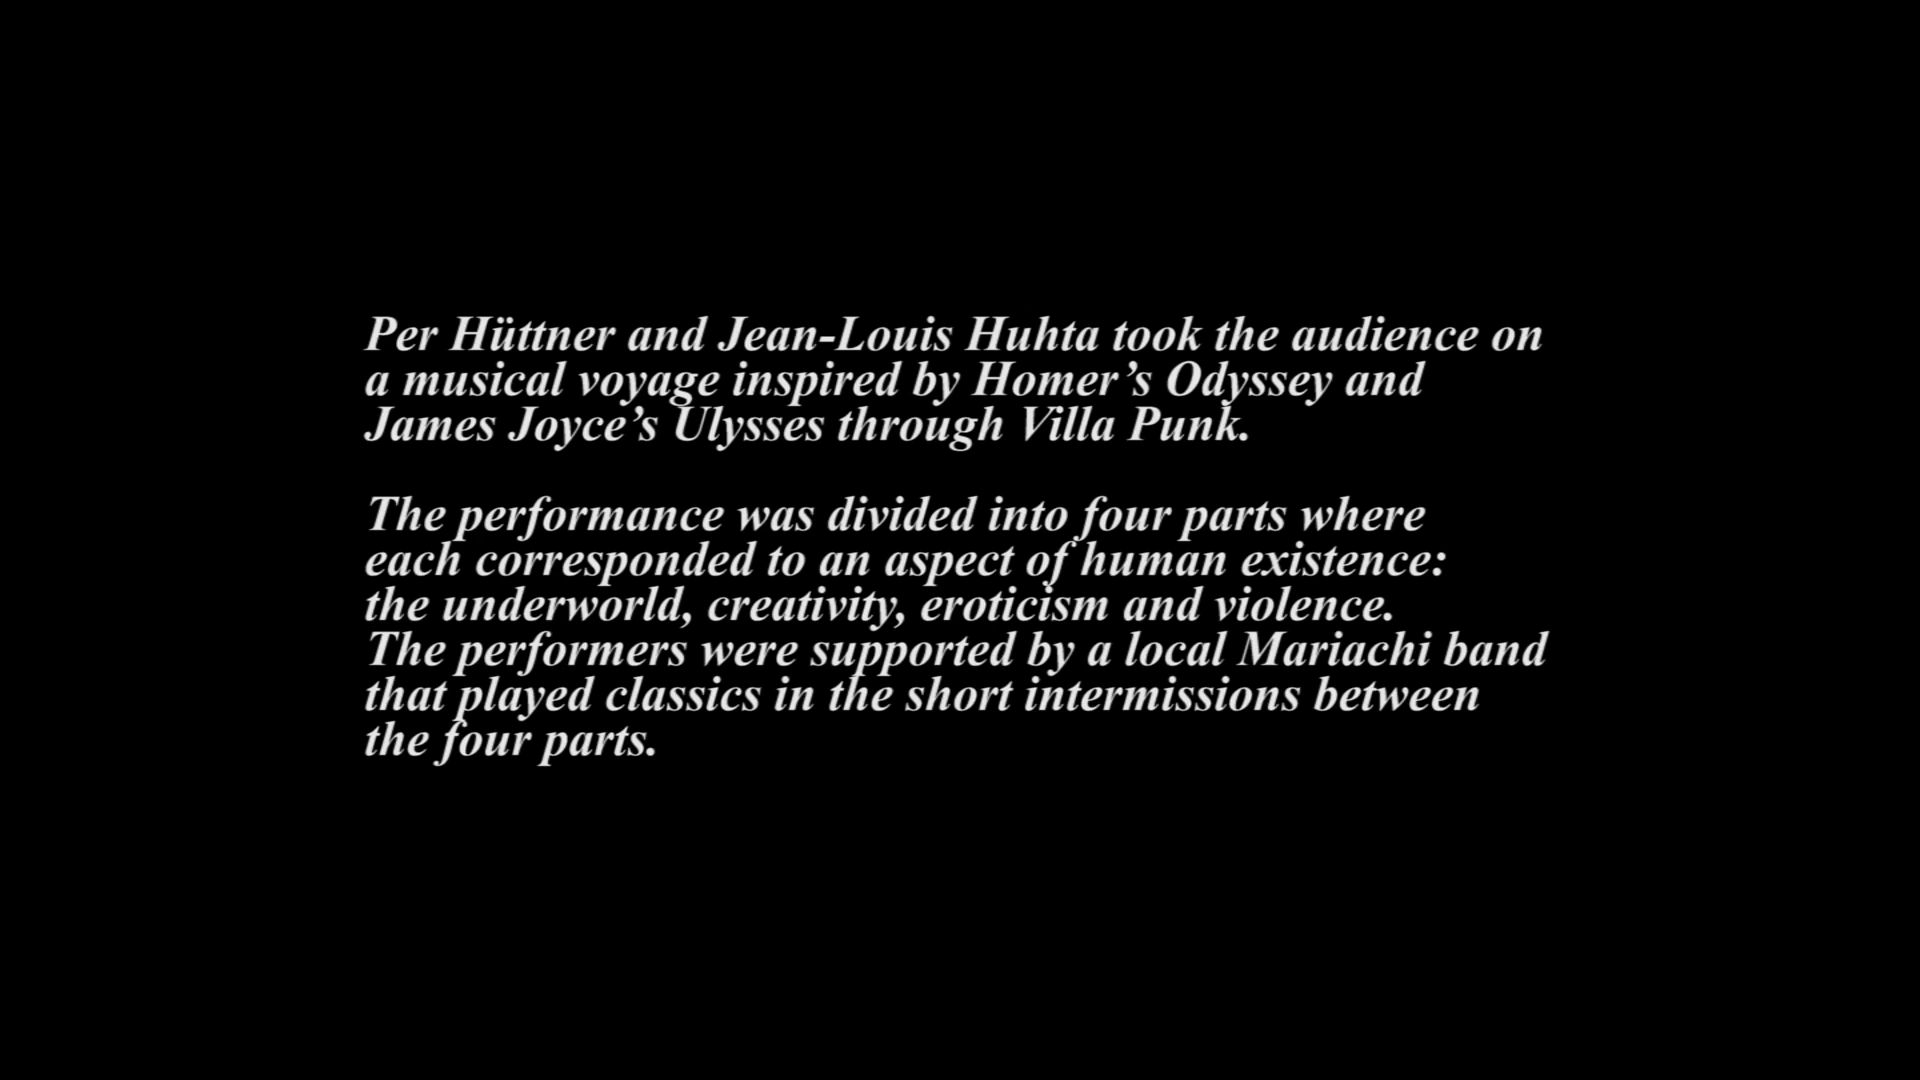 Per Hüttner and Jean-Louis Huhta took the audience on
a musical voyage inspired by Homer’s Odyssey and
James Joyce’s Ulysses through Villa Punk.
The performance was divided into four parts where
each corresponded to an aspect of human existence:
the underworld, creativity, eroticism and violence.
The performers were supported by a local Mariachi band
that played classics in the short intermissions between
the four parts.